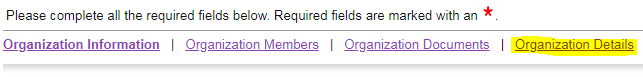 Please complete all the required fields below. Required fields are marked with an *.
Organization Information | Organization Members | Organization Documents | Organization Details